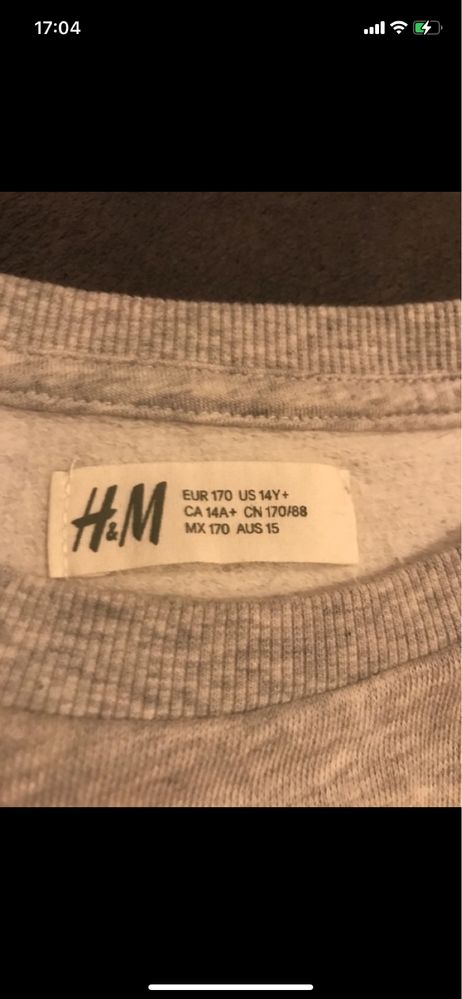 17:04
H&M
EUR 170 US 14Y+
CA 14A+ CN 170/88
MX 170 AUS 15